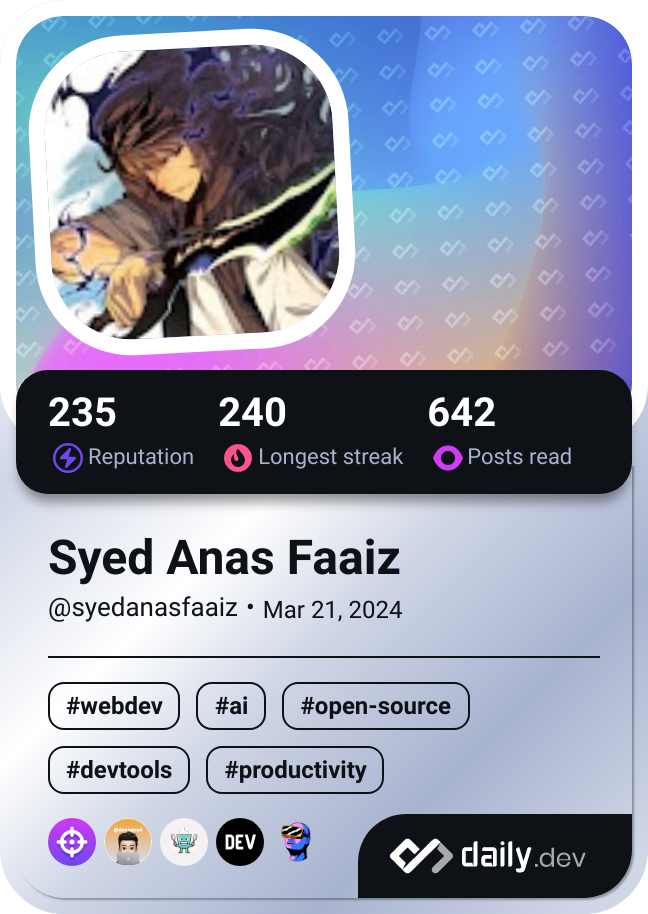 235 240 642
Reputation Longest streak Posts read
Syed Anas Faaiz
@syedanasfaaiz • Mar 21, 2024
#webdev #ai #open-source
#devtools #productivity
DEV
daily.dev